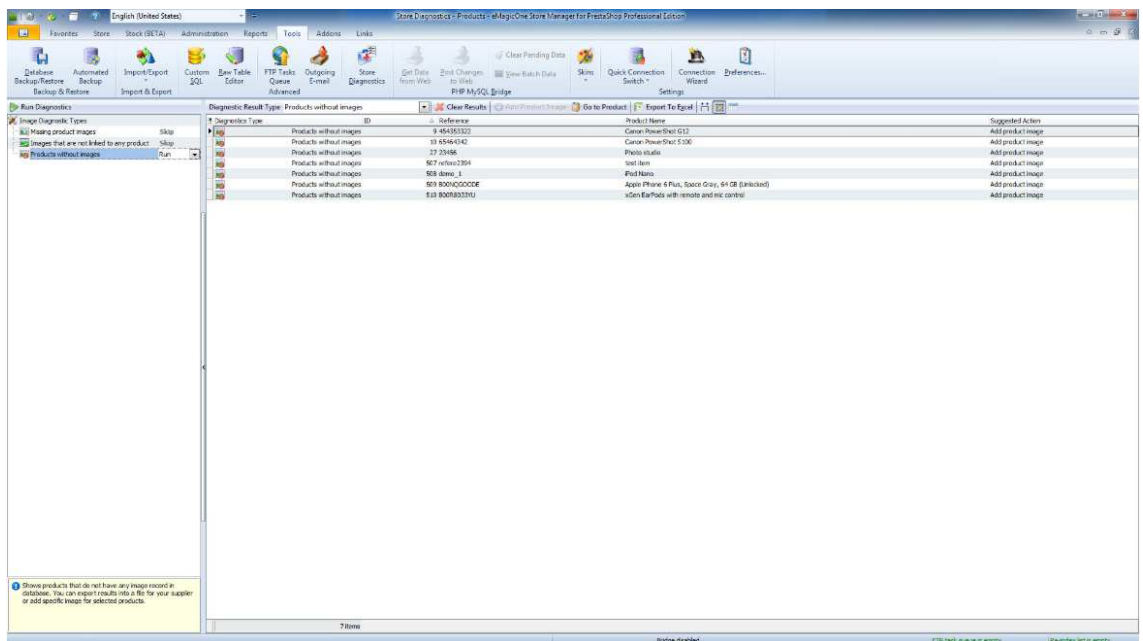 English (United States)
Store Diagnostics - Products - eMagicOne Store Manager for PrestaShop Professional Edition
Favorites Store Stock (BETA) Administration Reports Tools Addons Links
Database Backup/Restore
Automated Backup
Import/Export
Custom SQL
Raw Table Editor
FTP Tasks Queue
Outgoing E-mail
Store Diagnostics
Get Data from Web
Post Changes to Web
Clear Pending Data
View Batch Data
Skins
Quick Connection Switch
Connection Wizard
Preferences...
Backup & Restore Import & Export Advanced PHP MySQL Bridge Settings
Run Diagnostics
Diagnostic Result Type: Products without images Clear Results Add Product Image Go to Product Export To Excel
Image Diagnostic Types
Missing product images Skip
Images that are not linked to any product Skip
Products without images Run
! Diagnostics Type ID Reference Product Name Suggested Action
Products without images 9 454353322 Canon PowerShot G12 Add product image
Products without images 10 65464342 Canon PowerShot S100 Add product image
Products without images 27 23456 Photo studio Add product image
Products without images 507 test item Add product image
Products without images 508 demo_1 iPod Nano Add product image
Products without images 509 B00NQGOODE Apple iPhone 6 Plus, Space Gray, 64 GB (Unlocked) Add product image
Products without images 510 xGen EarPods with remote and mic control Add product image
Shows products that do not have any image record in
database. You can export results into a file for your supplier
or add specific image for selected products.
7 items
Bridge disabled FTP task queue is empty Re-index list is empty